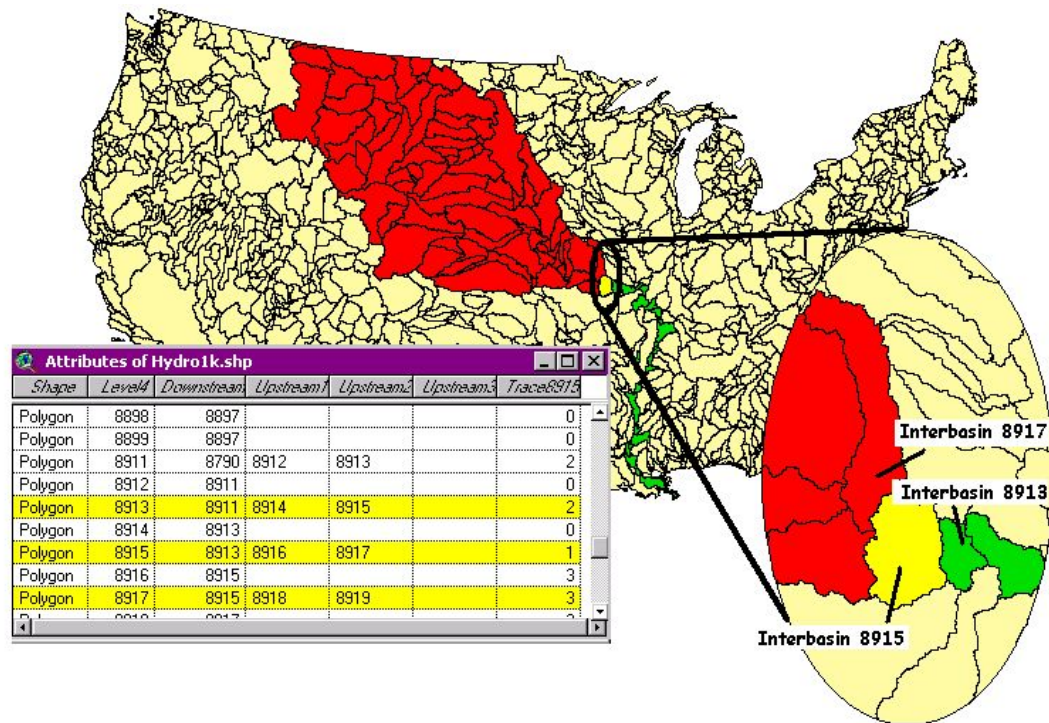 Attributes of Hydro1k.shp
Shape Level4 Downstream Upstream1 Upstream2 Upstream3 Trace8915
Polygon 8898 8897 0
Polygon 8899 8897 0
Polygon 8911 8790 8912 8913 2
Polygon 8912 8911 0
Polygon 8913 8911 8914 8915 2
Polygon 8914 8913 0
Polygon 8915 8913 8916 8917 1
Polygon 8916 8915 3
Polygon 8917 8915 8918 8919 3
Interbasin 8917
Interbasin 8913
Interbasin 8915